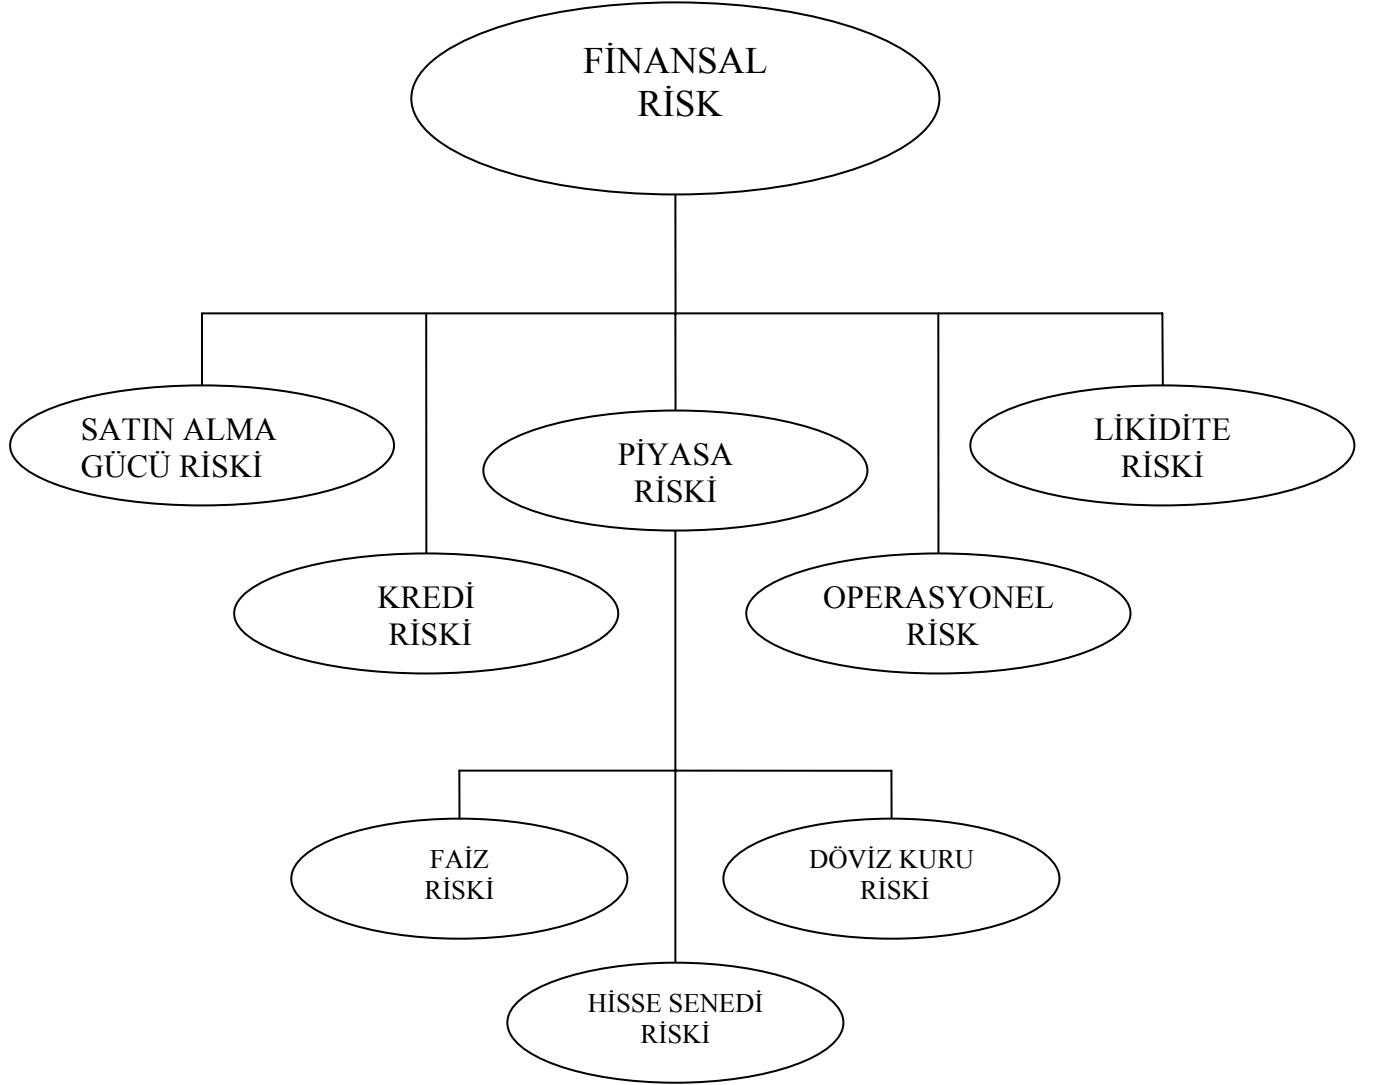 FİNANSAL
RİSK
SATIN ALMA
GÜCÜ RİSKİ
LİKİDİTE
RİSKİ
PİYASA
RİSKİ
KREDİ
RİSKİ
OPERASYONEL
RİSK
FAİZ
RİSKİ
DÖVİZ KURU
RİSKİ
HİSSE SENEDİ
RİSKİ